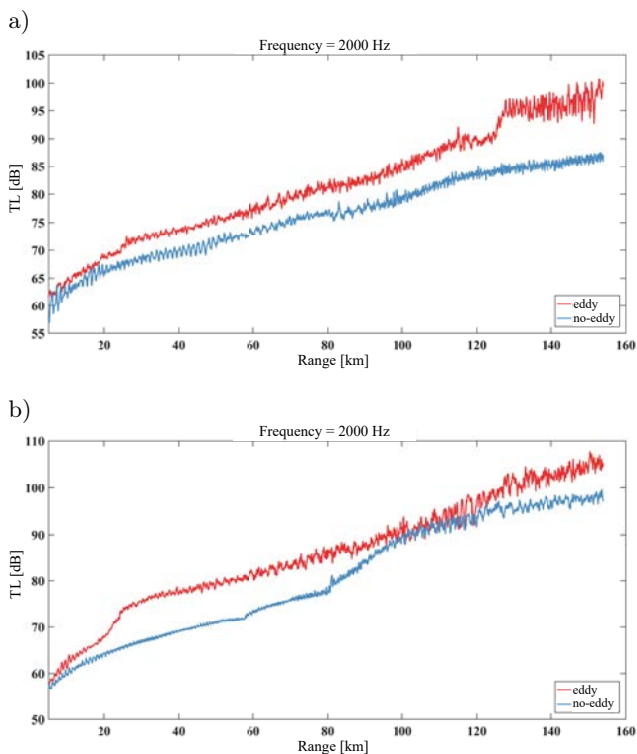 a)
Frequency = 2000 Hz
105
100
95
90
85
80
75
70
65
60
55
TL [dB]
20 40 60 80 100 120 140 160
Range [km]
eddy
no-eddy
b)
Frequency = 2000 Hz
110
100
90
80
70
60
50
TL [dB]
20 40 60 80 100 120 140 160
Range [km]
eddy
no-eddy